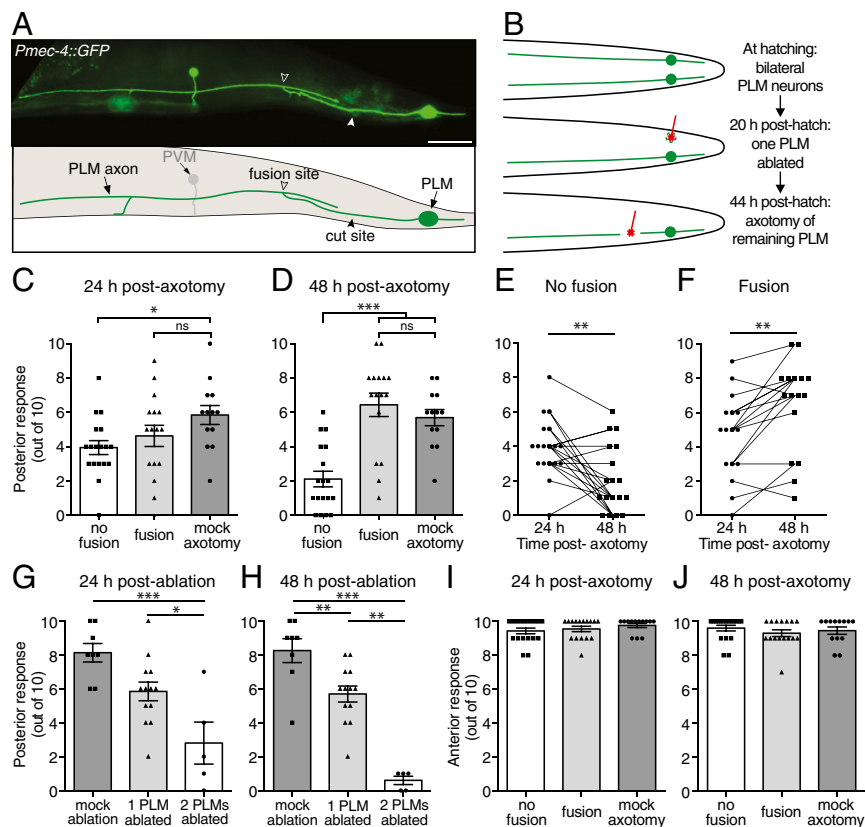 A
Pmec-4::GFP
PLM axon
PVM
fusion site
PLM
cut site
B
At hatching:
bilateral
PLM
neurons
20 h post-hatch:
one PLM
ablated
44 h post-hatch:
axotomy of
remaining PLM
C
24 h post-axotomy
*
ns
Posterior response
(out of 10)
10
8
6
4
2
0
no
fusion
fusion
mock
axotomy
D
48 h post-axotomy
***
ns
10
8
6
4
2
0
no
fusion
fusion
mock
axotomy
E
No fusion
**
10
8
6
4
2
0
24 h
48 h
Time post- axotomy
F
Fusion
**
10
8
6
4
2
0
24 h
48 h
Time post- axotomy
G
24 h post-ablation
***
*
Posterior response
(out of 10)
10
8
6
4
2
0
mock
ablation
1 PLM
ablated
2 PLMs
ablated
H
48 h post-ablation
***
**
**
10
8
6
4
2
0
mock
ablation
1 PLM
ablated
2 PLMs
ablated
I
24 h post-axotomy
Anterior response
(out of 10)
10
8
6
4
2
0
no
fusion
fusion
mock
axotomy
J
48 h post-axotomy
10
8
6
4
2
0
no
fusion
fusion
mock
axotomy